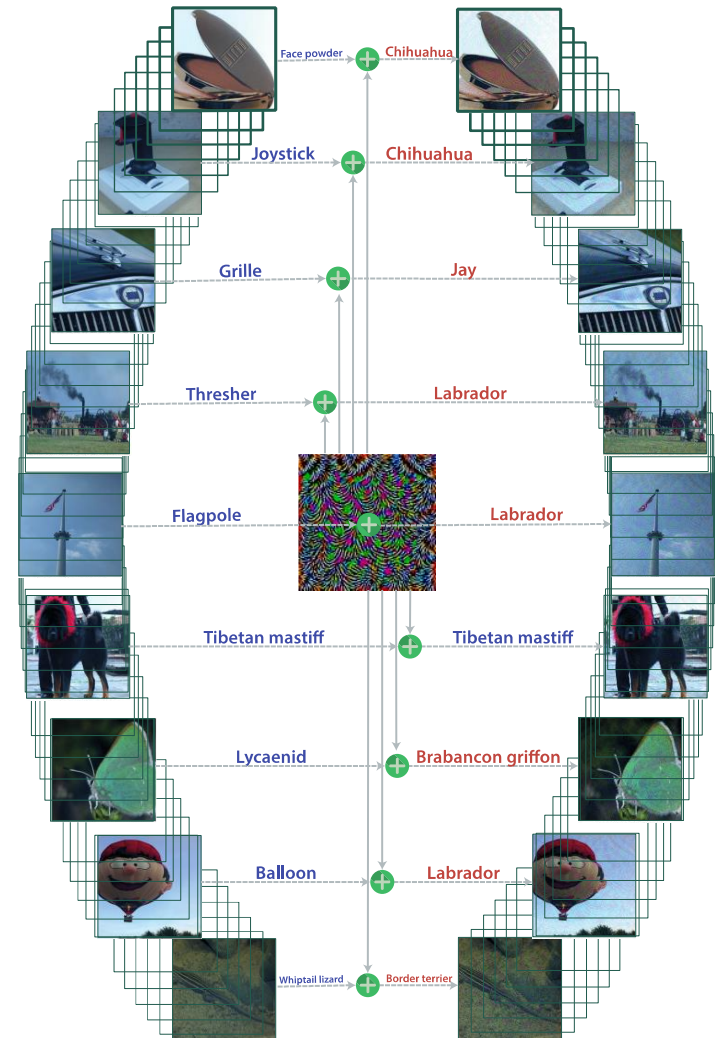 Face powder
Chihuahua
Joystick
Chihuahua
Grille
Jay
Thresher
Labrador
Flagpole
Labrador
Tibetan mastiff
Tibetan mastiff
Lycaenid
Brabancon griffon
Balloon
Labrador
Whiptail lizard
Border terrier